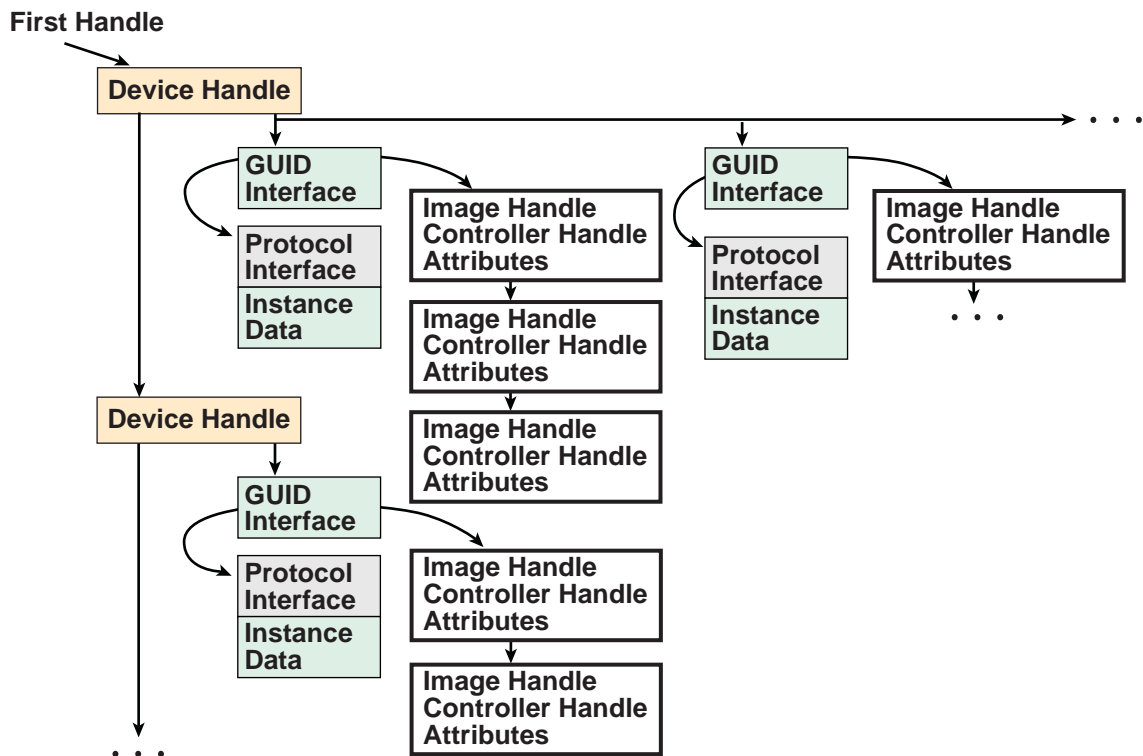 First Handle
Device Handle
. . .
GUID
Interface
Protocol
Interface
Instance
Data
Image Handle
Controller Handle
Attributes
Image Handle
Controller Handle
Attributes
Image Handle
Controller Handle
Attributes
GUID
Interface
Protocol
Interface
Instance
Data
Image Handle
Controller Handle
Attributes
. . .
Device Handle
GUID
Interface
Protocol
Interface
Instance
Data
Image Handle
Controller Handle
Attributes
Image Handle
Controller Handle
Attributes
. . .